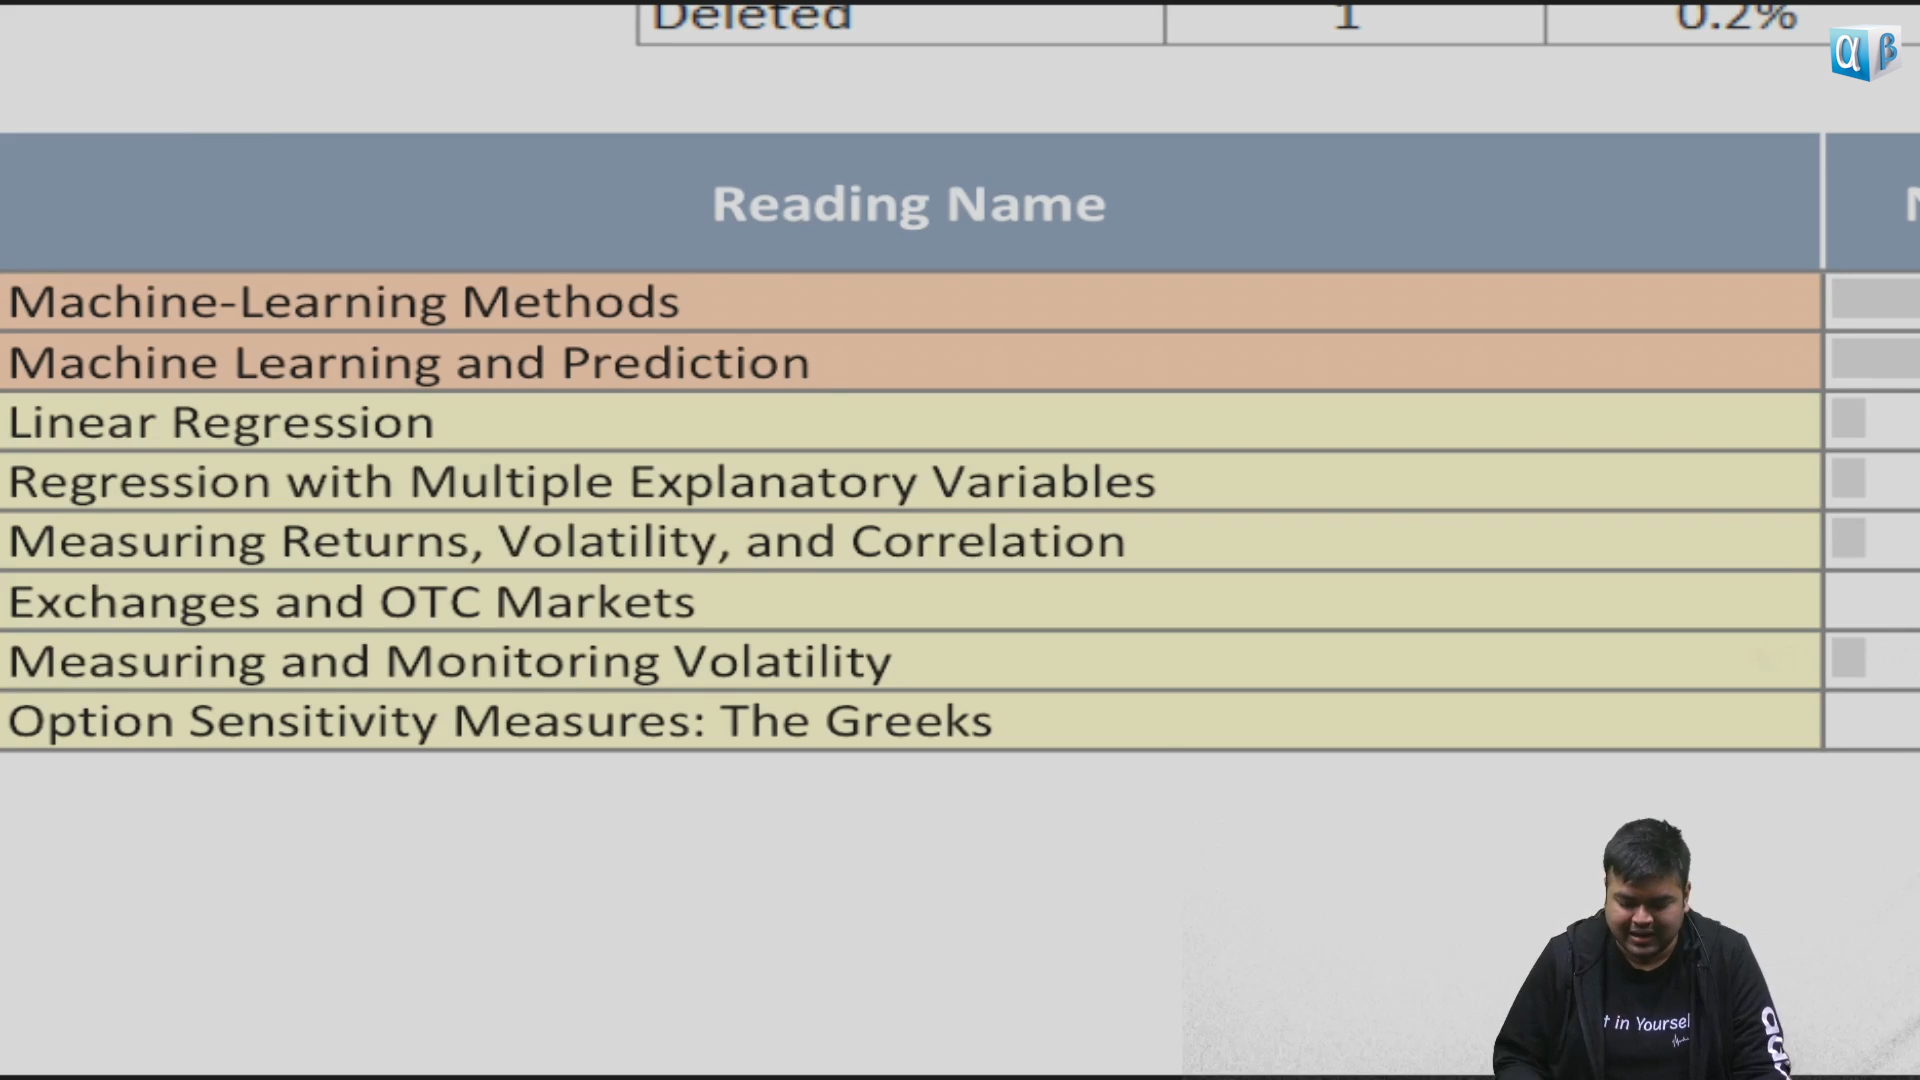 Deleted 1 0.2%
α β
Reading Name N
Machine-Learning Methods
Machine Learning and Prediction
Linear Regression
Regression with Multiple Explanatory Variables
Measuring Returns, Volatility, and Correlation
Exchanges and OTC Markets
Measuring and Monitoring Volatility
Option Sensitivity Measures: The Greeks
t in Yoursel